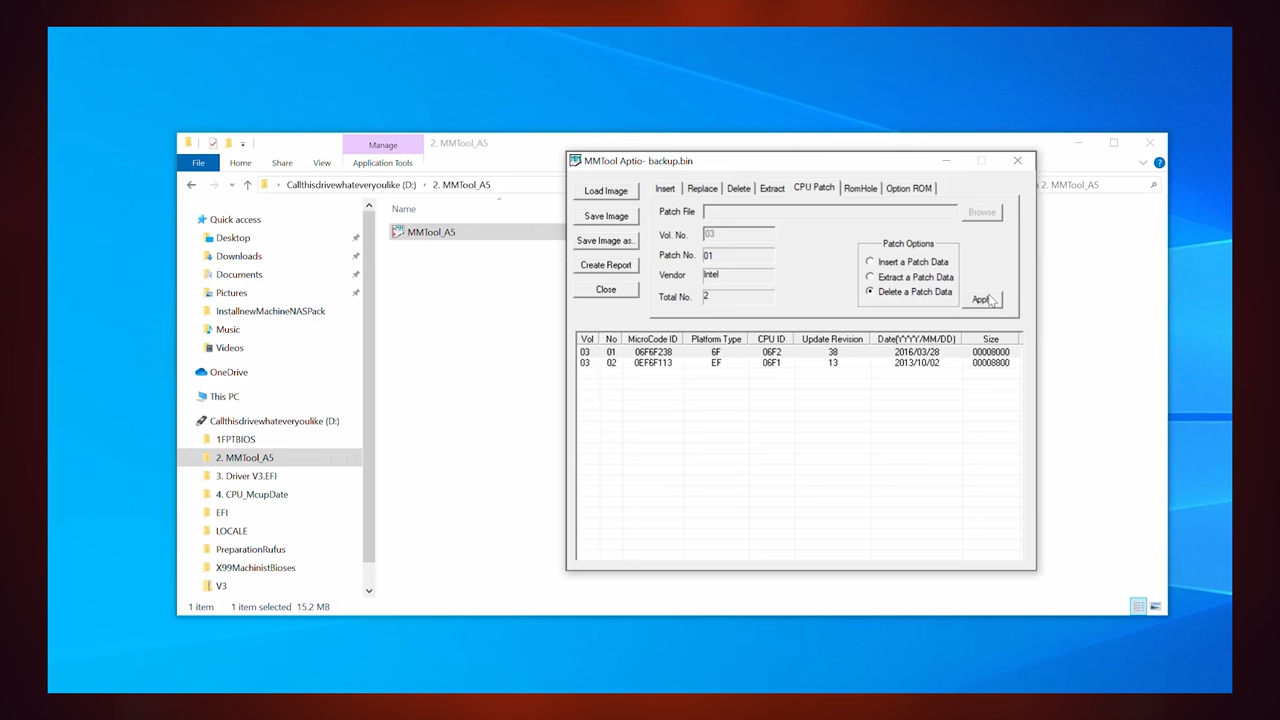 Manage
2. MMTool_A5
File
Home
Share
View
Application Tools
Callthisdrivewhateveryoulike (D:)
2. MMTool_A5
2. MMTool_A5
Quick access
Desktop
Downloads
Documents
Pictures
InstallnewMachineNASPack
Music
Videos
OneDrive
This PC
Callthisdrivewhateveryoulike (D:)
1FPTBIOS
2. MMTool_A5
3. Driver V3.EFI
4. CPU_McupDate
EFI
LOCALE
PreparationRufus
X99MachinistBioses
V3
Name
MMTool_A5
1 item
1 item selected 15.2 MB
MMTool Aptio- backup.bin
Load Image
Save Image
Save Image as..
Create Report
Close
Insert
Replace
Delete
Extract
CPU Patch
RomHole
Option ROM
Patch File
Browse
Vol. No.
03
Patch No.
01
Vendor
Intel
Total No.
2
Patch Options
Insert a Patch Data
Extract a Patch Data
Delete a Patch Data
Apply
Vol No MicroCode ID Platform Type CPU ID Update Revision Date(YYYY/MM/DD) Size
03 01 06F6F238 6F 06F2 38 2016/03/28 00008000
03 02 0EF6F113 EF 06F1 13 2013/10/02 00008800